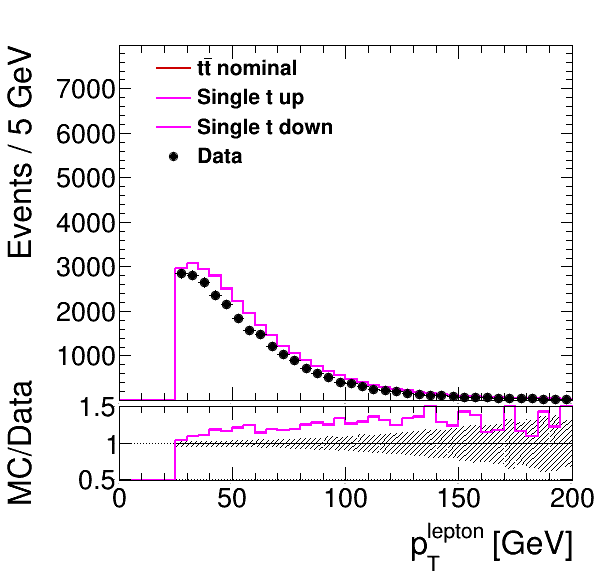 Events / 5 GeV
7000
6000
5000
4000
3000
2000
1000
tt̄ nominal
Single t up
Single t down
Data
MC/Data
1.5
1
0.5
0 50 100 150 200
p_T^lepton [GeV]